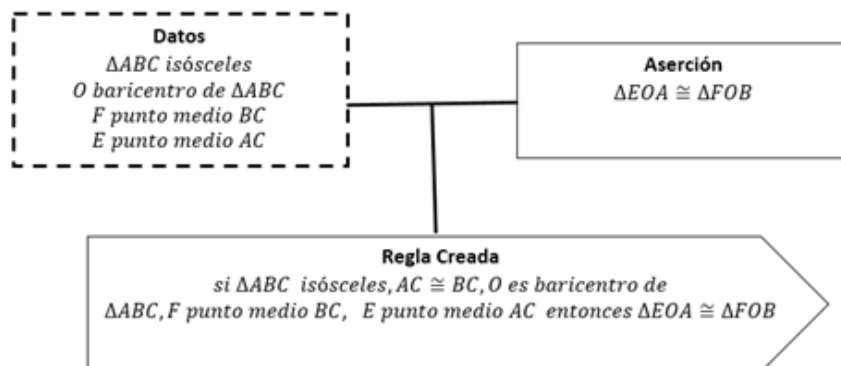 Datos
ΔABC isósceles
O baricentro de ΔABC
F punto medio BC
E punto medio AC
Aserción
ΔEOA ≅ ΔFOB
Regla Creada
si ΔABC isósceles, AC ≅ BC, O es baricentro de
ΔABC, F punto medio BC, E punto medio AC entonces ΔEOA ≅ ΔFOB